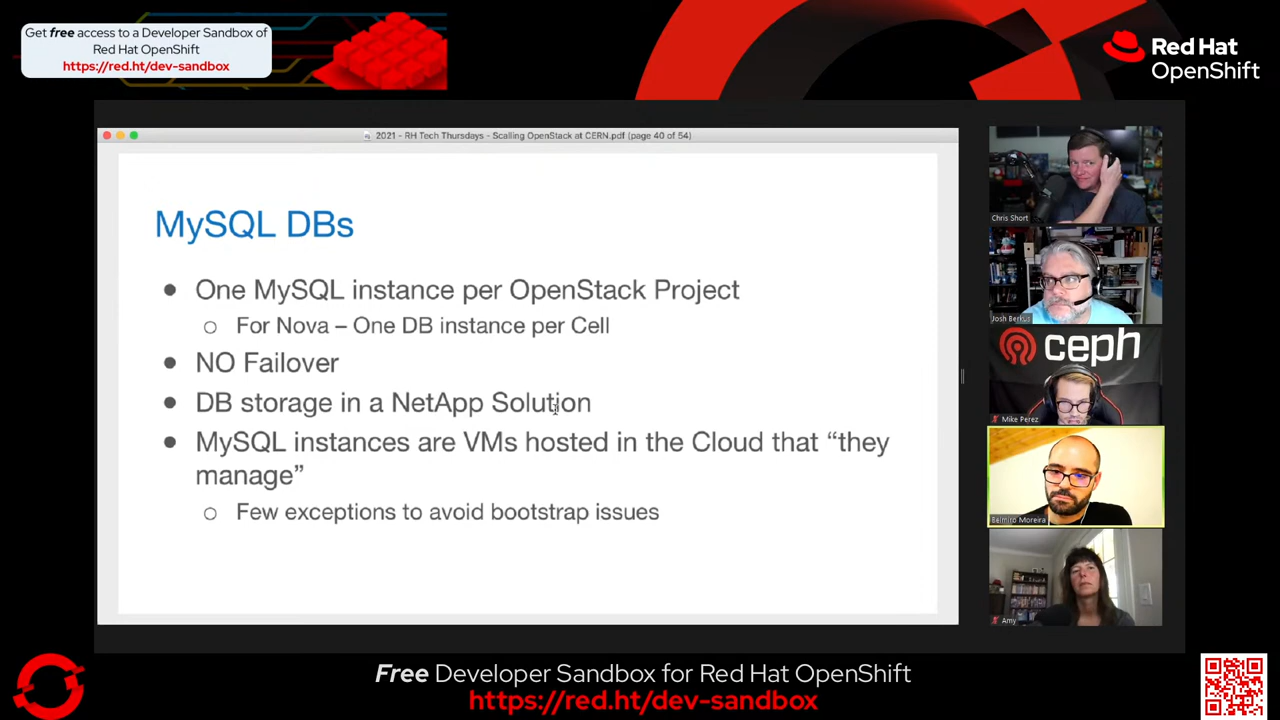 Get free access to a Developer Sandbox of
Red Hat OpenShift
https://red.ht/dev-sandbox
Red Hat
OpenShift
2021 - RH Tech Thursdays - Scalling OpenStack at CERN.pdf (page 40 of 54)
MySQL DBs
● One MySQL instance per OpenStack Project
○ For Nova – One DB instance per Cell
● NO Failover
● DB storage in a NetApp Solution
● MySQL instances are VMs hosted in the Cloud that “they
manage”
○ Few exceptions to avoid bootstrap issues
Chris Short
Josh Berkus
ceph
Mike Perez
Belmiro Moreira
Amy
Free Developer Sandbox for Red Hat OpenShift
https://red.ht/dev-sandbox